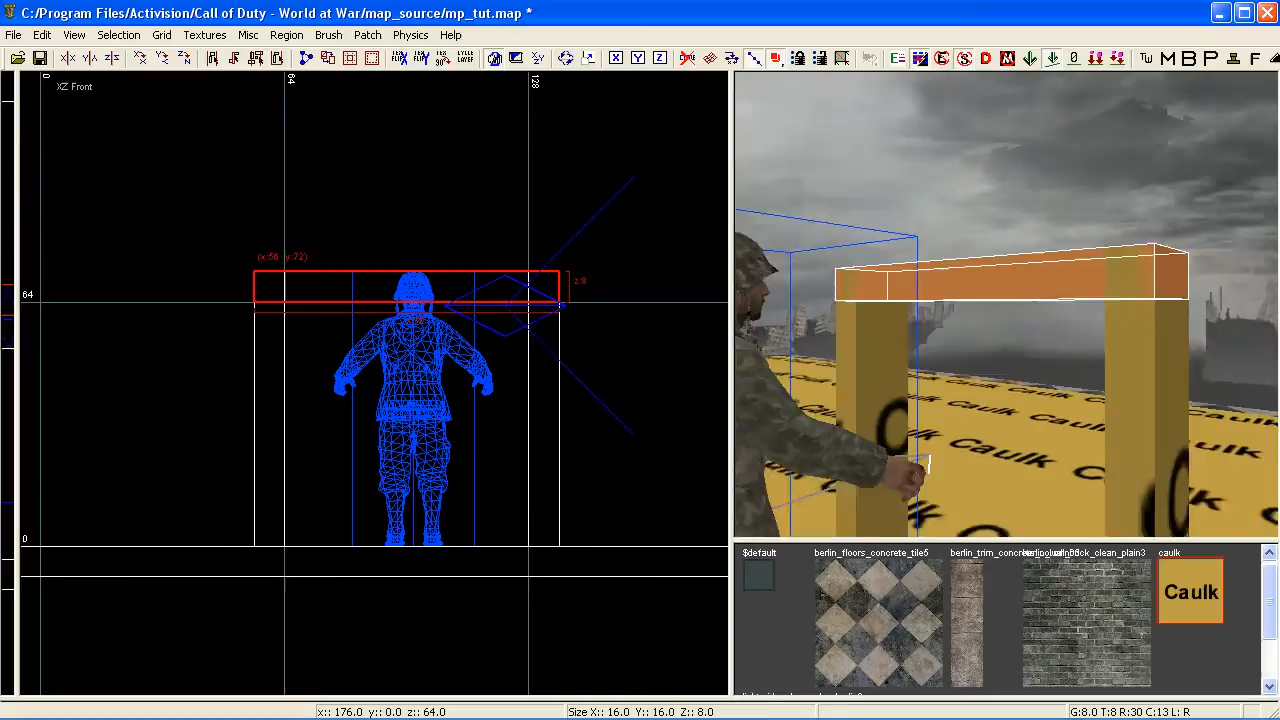 C:/Program Files/Activision/Call of Duty - World at War/map_source/mp_tut.map *
File Edit View Selection Grid Textures Misc Region Brush Patch Physics Help
0 64 128
XZ Front
(x:56 y:72)
z:8
64
0
Caulk
Caulk
Caulk
$default berlin_floors_concrete_tile5 caulk
Caulk
x:: 176.0 y:: 0.0 z:: 64.0 Size X:: 16.0 Y:: 16.0 Z:: 8.0 G:8.0 T:8 R:30 C:13 L: R